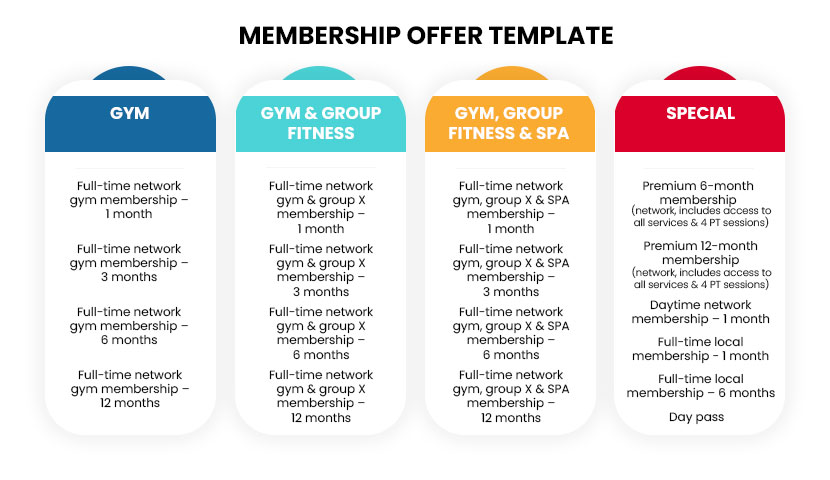 MEMBERSHIP OFFER TEMPLATE
GYM
Full-time network
gym membership –
1 month
Full-time network
gym membership –
3 months
Full-time network
gym membership –
6 months
Full-time network
gym membership –
12 months
GYM & GROUP
FITNESS
Full-time network
gym & group X
membership –
1 month
Full-time network
gym & group X
membership –
3 months
Full-time network
gym & group X
membership –
6 months
Full-time network
gym & group X
membership –
12 months
GYM, GROUP
FITNESS & SPA
Full-time network
gym, group X & SPA
membership –
1 month
Full-time network
gym, group X & SPA
membership –
3 months
Full-time network
gym, group X & SPA
membership –
6 months
Full-time network
gym, group X & SPA
membership –
12 months
SPECIAL
Premium 6-month
membership
(network, includes access to
all services & 4 PT sessions)
Premium 12-month
membership
(network, includes access to
all services & 4 PT sessions)
Daytime network
membership – 1 month
Full-time local
membership - 1 month
Full-time local
membership – 6 months
Day pass